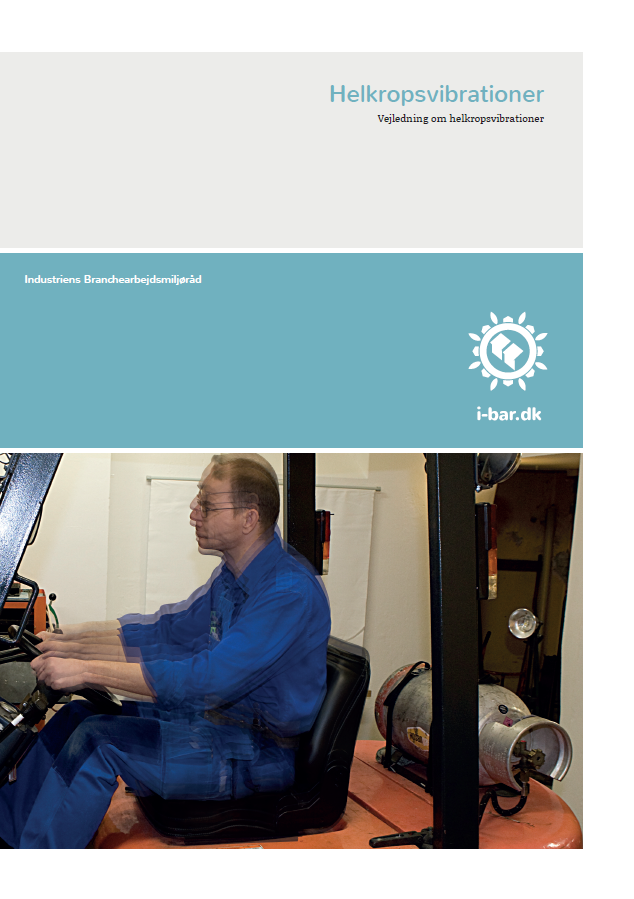 Helkropsvibrationer
Vejledning om helkropsvibrationer
Industriens Branchearbejdsmiljøråd
i-bar.dk